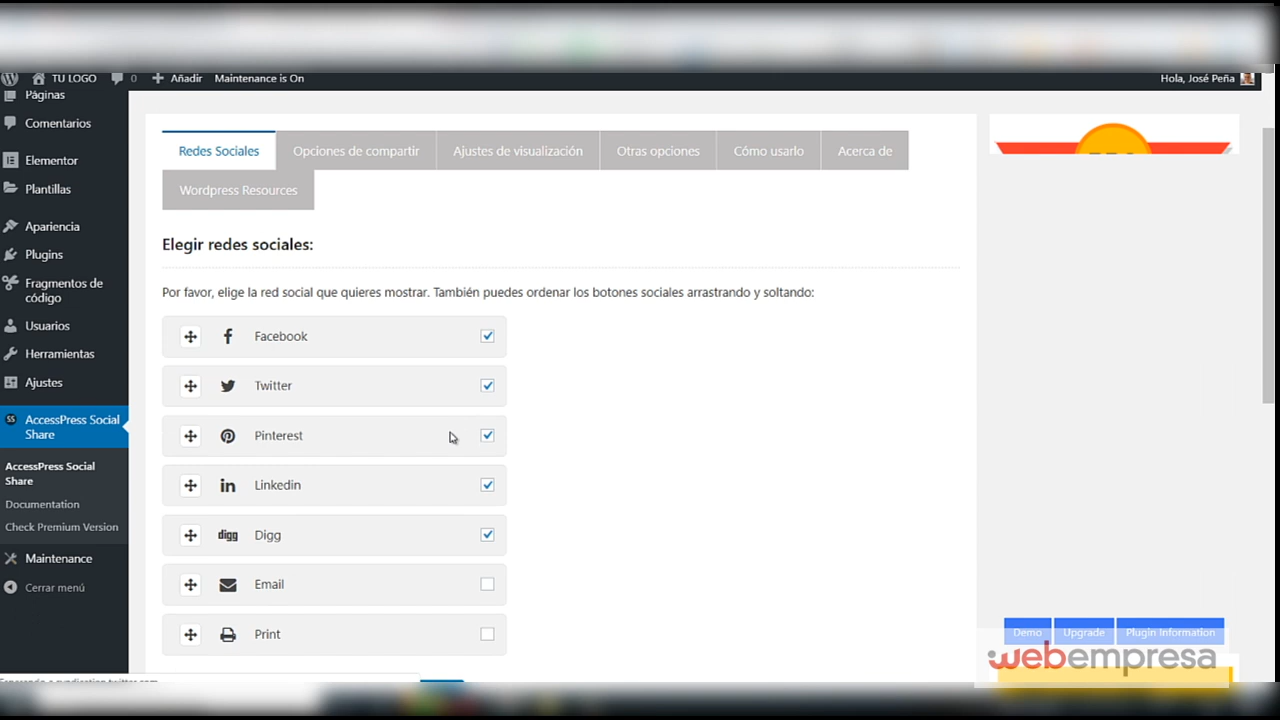 TU LOGO 0 Añadir Maintenance is On Hola, José Peña
Páginas
Comentarios
Elementor
Plantillas
Apariencia
Plugins
Fragmentos de
código
Usuarios
Herramientas
Ajustes
SS AccessPress Social
Share
AccessPress Social
Share
Documentation
Check Premium Version
Maintenance
Cerrar menú
Redes Sociales Opciones de compartir Ajustes de visualización Otras opciones Cómo usarlo Acerca de
Wordpress Resources
Elegir redes sociales:
Por favor, elige la red social que quieres mostrar. También puedes ordenar los botones sociales arrastrando y soltando:
Facebook
Twitter
Pinterest
Linkedin
digg Digg
Email
Print
Demo Upgrade Plugin Information
webempresa